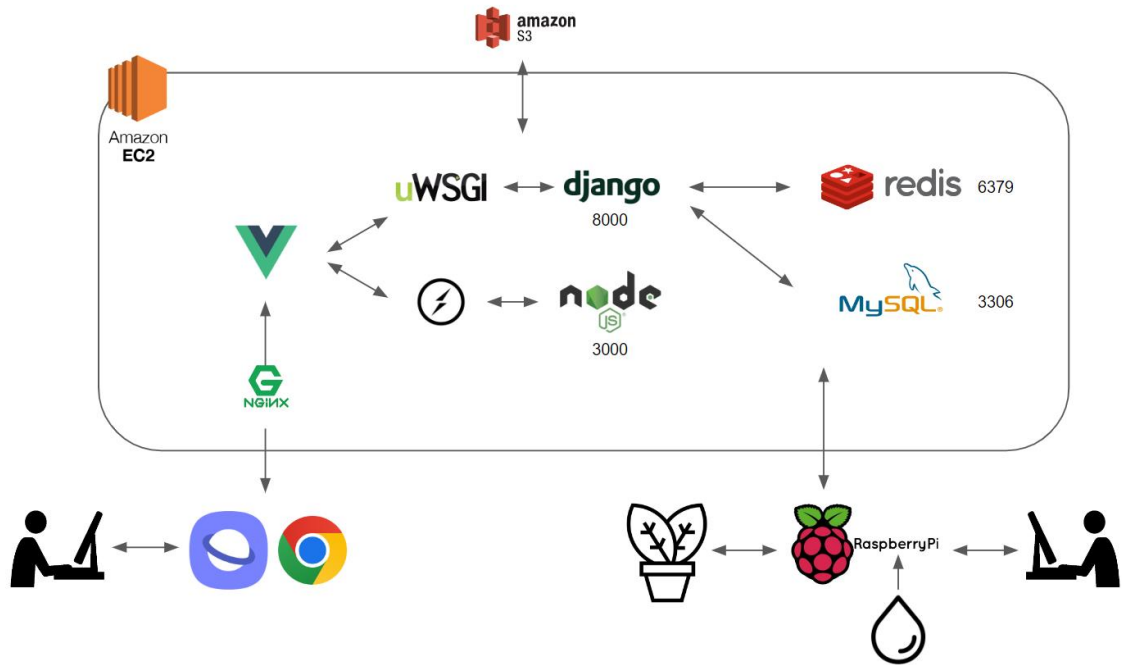 amazon
S3
Amazon
EC2
uWSGI
django
8000
redis
6379
node
JS
3000
MySQL
3306
NGiNX
RaspberryPi